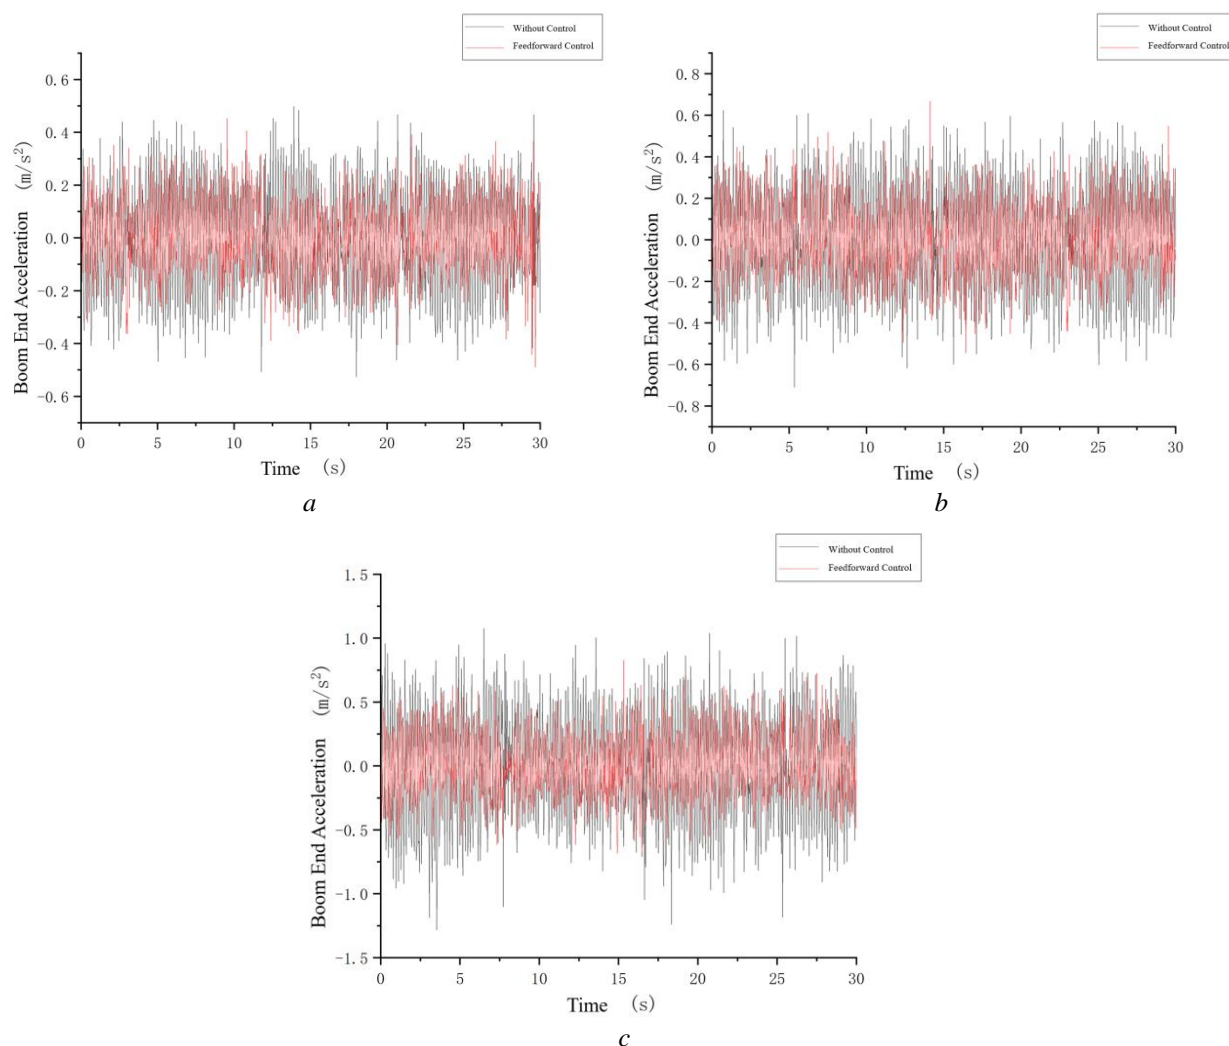 Without Control
Feedforward Control
0.6
0.4
0.2
0.0
-0.2
-0.4
-0.6
Boom End Acceleration (m/s²)
0 5 10 15 20 25 30
Time (s)
a
Without Control
Feedforward Control
0.8
0.6
0.4
0.2
0.0
-0.2
-0.4
-0.6
-0.8
Boom End Acceleration (m/s²)
0 5 10 15 20 25 30
Time (s)
b
Without Control
Feedforward Control
1.5
1.0
0.5
0.0
-0.5
-1.0
-1.5
Boom End Acceleration (m/s²)
0 5 10 15 20 25 30
Time (s)
c